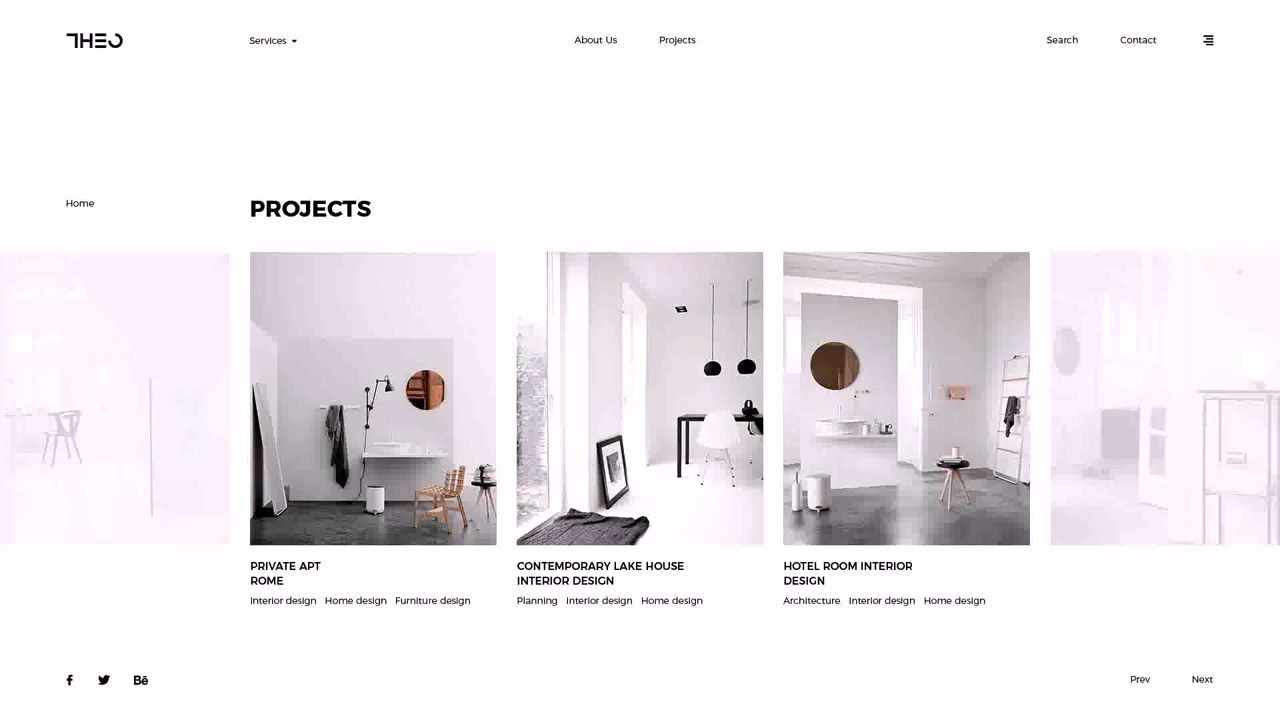 THEO
Services
About Us
Projects
Search
Contact
Home
PROJECTS
PRIVATE APT
ROME
Interior design Home design Furniture design
CONTEMPORARY LAKE HOUSE
INTERIOR DESIGN
Planning Interior design Home design
HOTEL ROOM INTERIOR
DESIGN
Architecture Interior design Home design
Bē
Prev
Next